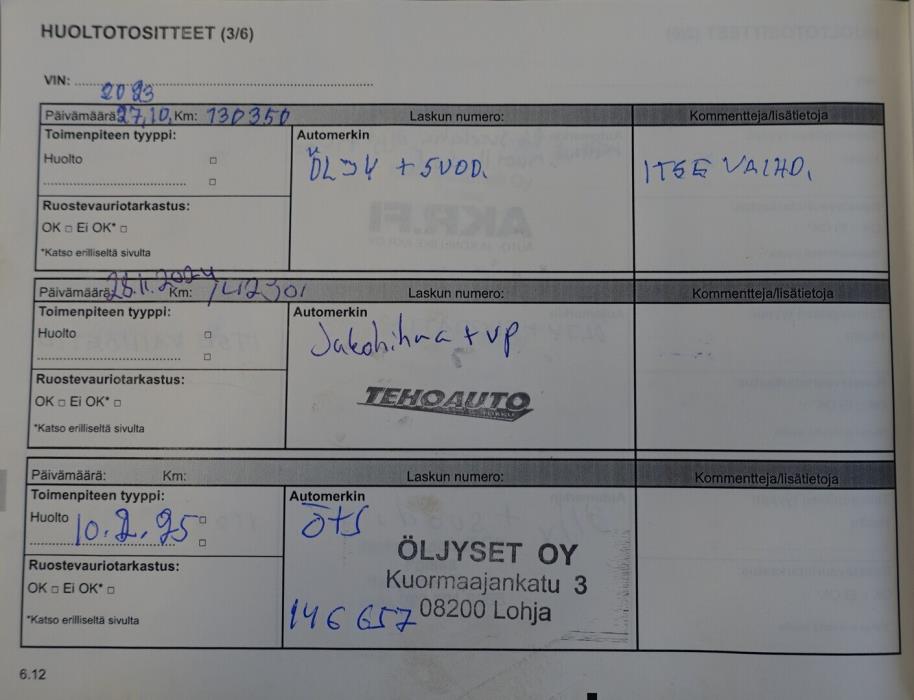 HUOLTOTOSITTEET (3/6)
VIN:
2023
Päivämäärä: 27,10, Km: 130350 Laskun numero: Kommentteja/lisätietoja
Toimenpiteen tyyppi: Automerkin
Huolto □ ÖLJY + SUOD. ITSE VAIHD.
□
Ruostevauriotarkastus:
OK □ Ei OK* □
*Katso erilliseltä sivulta
Päivämäärä: 28.11.2024 Km: 142301 Laskun numero: Kommentteja/lisätietoja
Toimenpiteen tyyppi: Automerkin
Huolto □ Jakohihna + vp
□
Ruostevauriotarkastus:
OK □ Ei OK* □ TEHOAUTO
*Katso erilliseltä sivulta
Päivämäärä: Km: Laskun numero: Kommentteja/lisätietoja
Toimenpiteen tyyppi: Automerkin
Huolto 10.2.25 □ öts
□
ÖLJYSET OY
Ruostevauriotarkastus:
Kuormaajankatu 3
OK □ Ei OK* □
146 657 08200 Lohja
*Katso erilliseltä sivulta
6.12